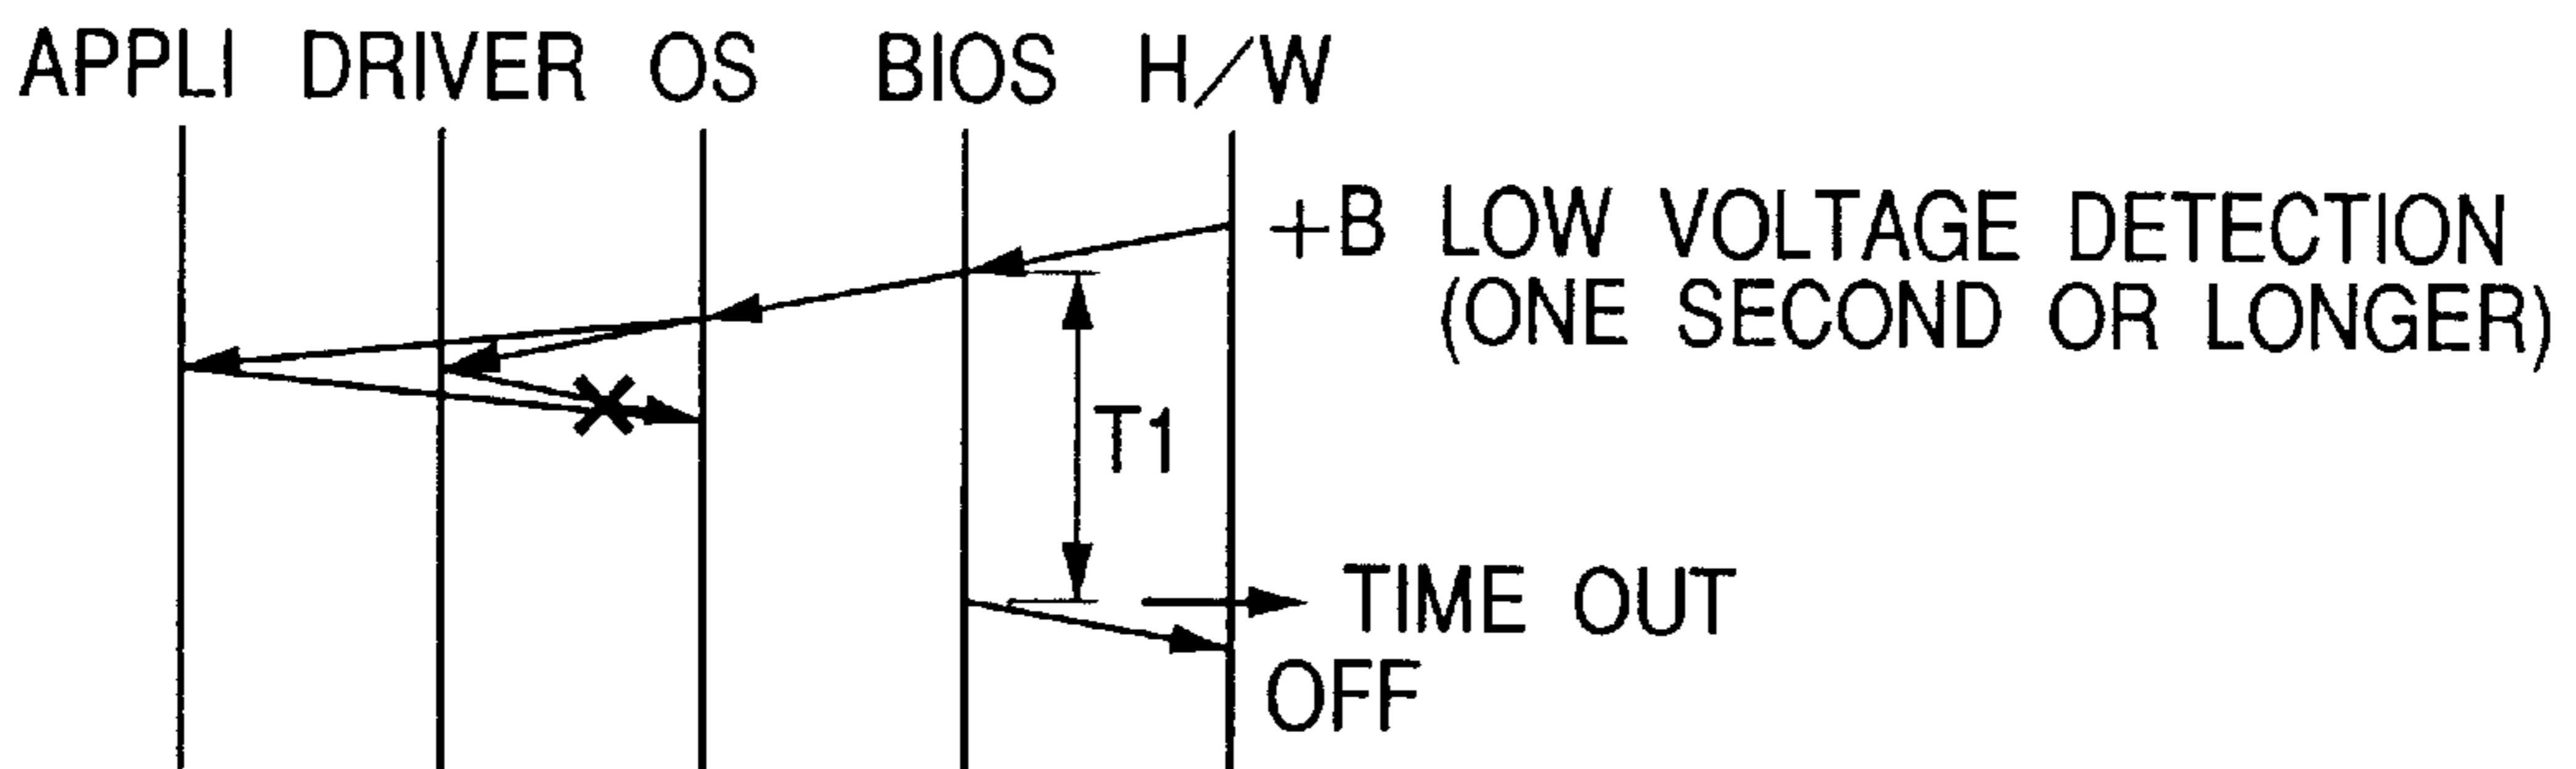 APPLI DRIVER OS BIOS H/W
+B LOW VOLTAGE DETECTION
(ONE SECOND OR LONGER)
T1
TIME OUT
OFF